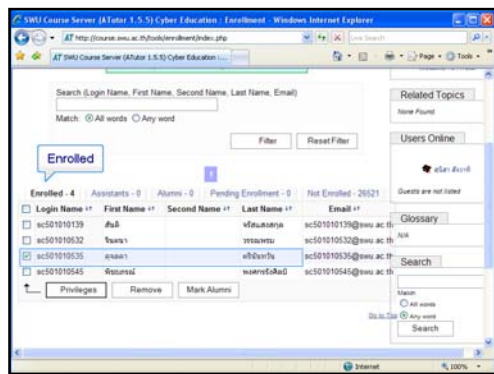 SWU Course Server (ATutor 1.5.5) Cyber Education : Enrollment - Windows Internet Explorer
http://course.swu.ac.th/tools/enrollment/index.php
Live Search
SWU Course Server (ATutor 1.5.5) Cyber Education : ...
Page
Tools
Search (Login Name, First Name, Second Name, Last Name, Email)
Match: All words Any word
Filter
Reset Filter
Enrolled
1
Enrolled - 4
Assistants - 0
Alumni - 0
Pending Enrollment - 0
Not Enrolled - 26521
Login Name
First Name
Second Name
Last Name
Email
sc501010139
sc501010139@swu.ac.th
sc501010532
sc501010532@swu.ac.th
sc501010535
sc501010535@swu.ac.th
sc501010545
sc501010545@swu.ac.th
Privileges
Remove
Mark Alumni
Go to Top
Related Topics
None Found
Users Online
Guests are not listed
Glossary
N/A
Search
Match
All words
Any word
Search
Internet
100%